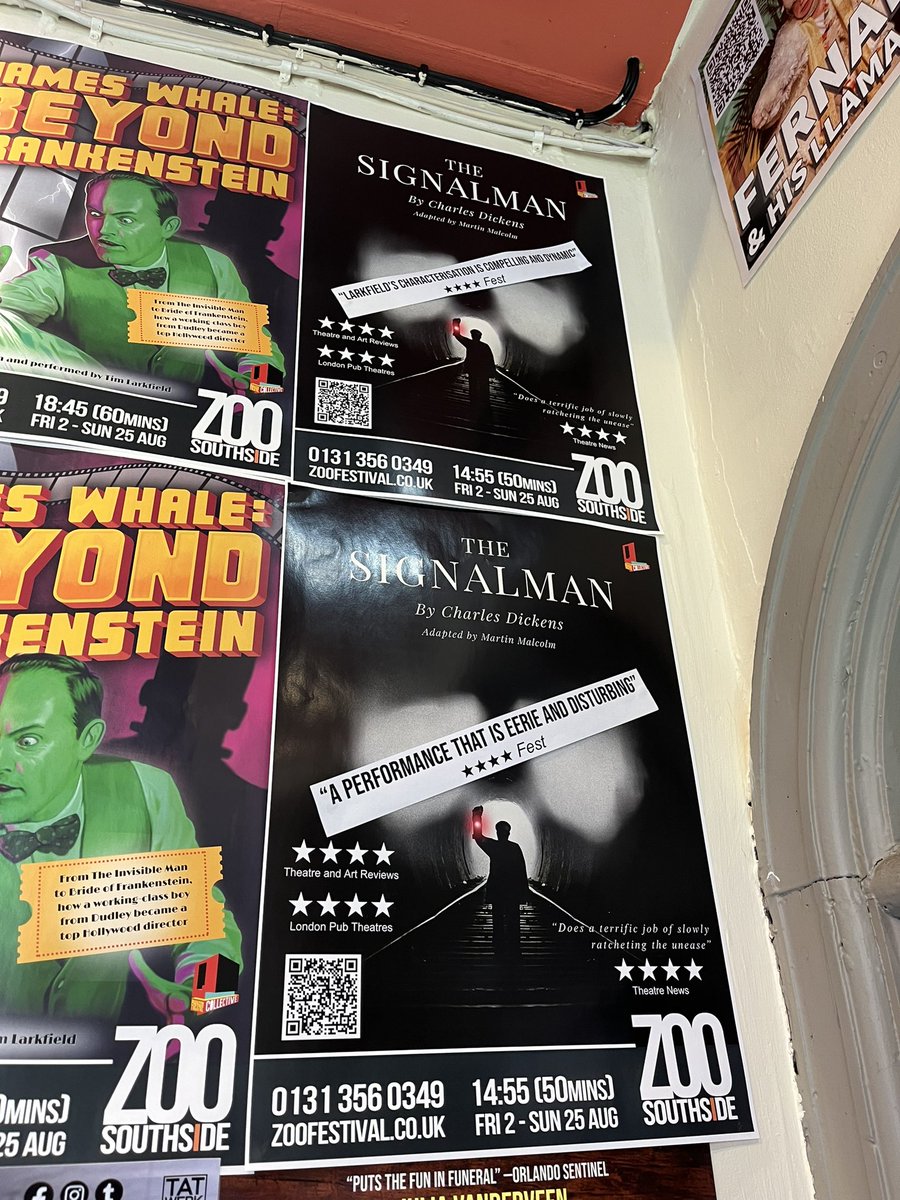 JAMES WHALE:
BEYOND
FRANKENSTEIN
From The Invisible Man
to Bride of Frankenstein,
how a working-class boy
from Dudley became a
top Hollywood director
and performed by Tim Larkfield
18:45 (60MINS)
FRI 2 - SUN 25 AUG
ZOO
SOUTHSIDE
THE
SIGNALMAN
By Charles Dickens
Adapted by Martin Malcolm
"LARKFIELD'S CHARACTERISATION IS COMPELLING AND DYNAMIC"
★★★★ Fest
★★★★
Theatre and Art Reviews
★★★★
London Pub Theatres
"Does a terrific job of slowly
ratcheting the unease"
★★★★
Theatre News
0131 356 0349
ZOOFESTIVAL.CO.UK
14:55 (50MINS)
FRI 2 - SUN 25 AUG
ZOO
SOUTHSIDE
FERNA
& HIS LLAMA
ES WHALE:
YOND
KENSTEIN
From The Invisible Man
to Bride of Frankenstein,
how a working-class boy
from Dudley became a
top Hollywood director
COLLECTIVE
m Larkfield
0MINS)
25 AUG
ZOO
SOUTHSIDE
THE
SIGNALMAN
By Charles Dickens
Adapted by Martin Malcolm
"A PERFORMANCE THAT IS EERIE AND DISTURBING"
★★★★ Fest
★★★★
Theatre and Art Reviews
★★★★
London Pub Theatres
"Does a terrific job of slowly
ratcheting the unease"
★★★★
Theatre News
0131 356 0349
ZOOFESTIVAL.CO.UK
14:55 (50MINS)
FRI 2 - SUN 25 AUG
ZOO
SOUTHSIDE
TAT
"PUTS THE FUN IN FUNERAL" –ORLANDO SENTINEL
VANDERVEEN